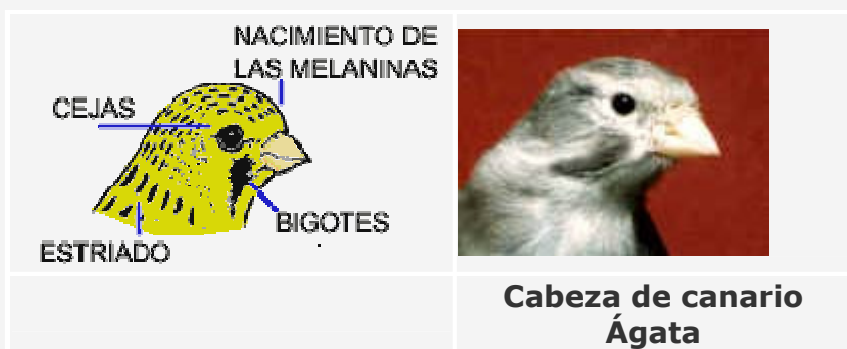 NACIMIENTO DE
LAS MELANINAS
CEJAS
BIGOTES
ESTRIADO
Cabeza de canario
Ágata